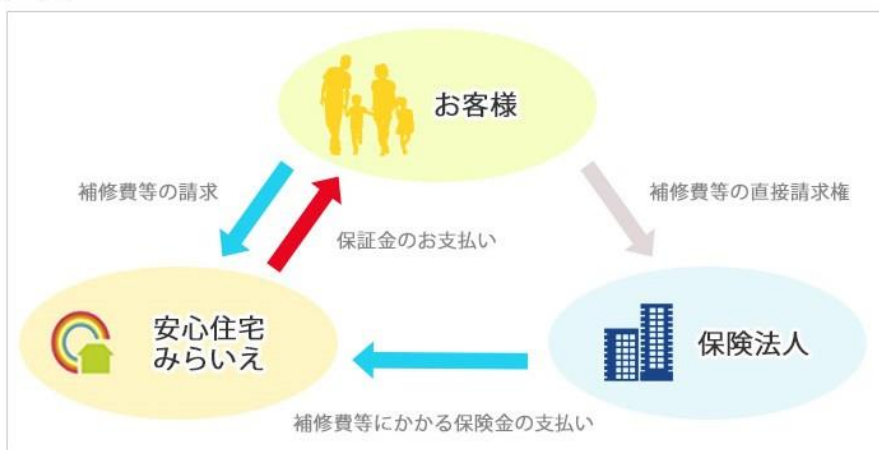 お客様
補修費等の請求
補修費等の直接請求権
保証金のお支払い
安心住宅
みらいえ
保険法人
補修費等にかかる保険金の支払い